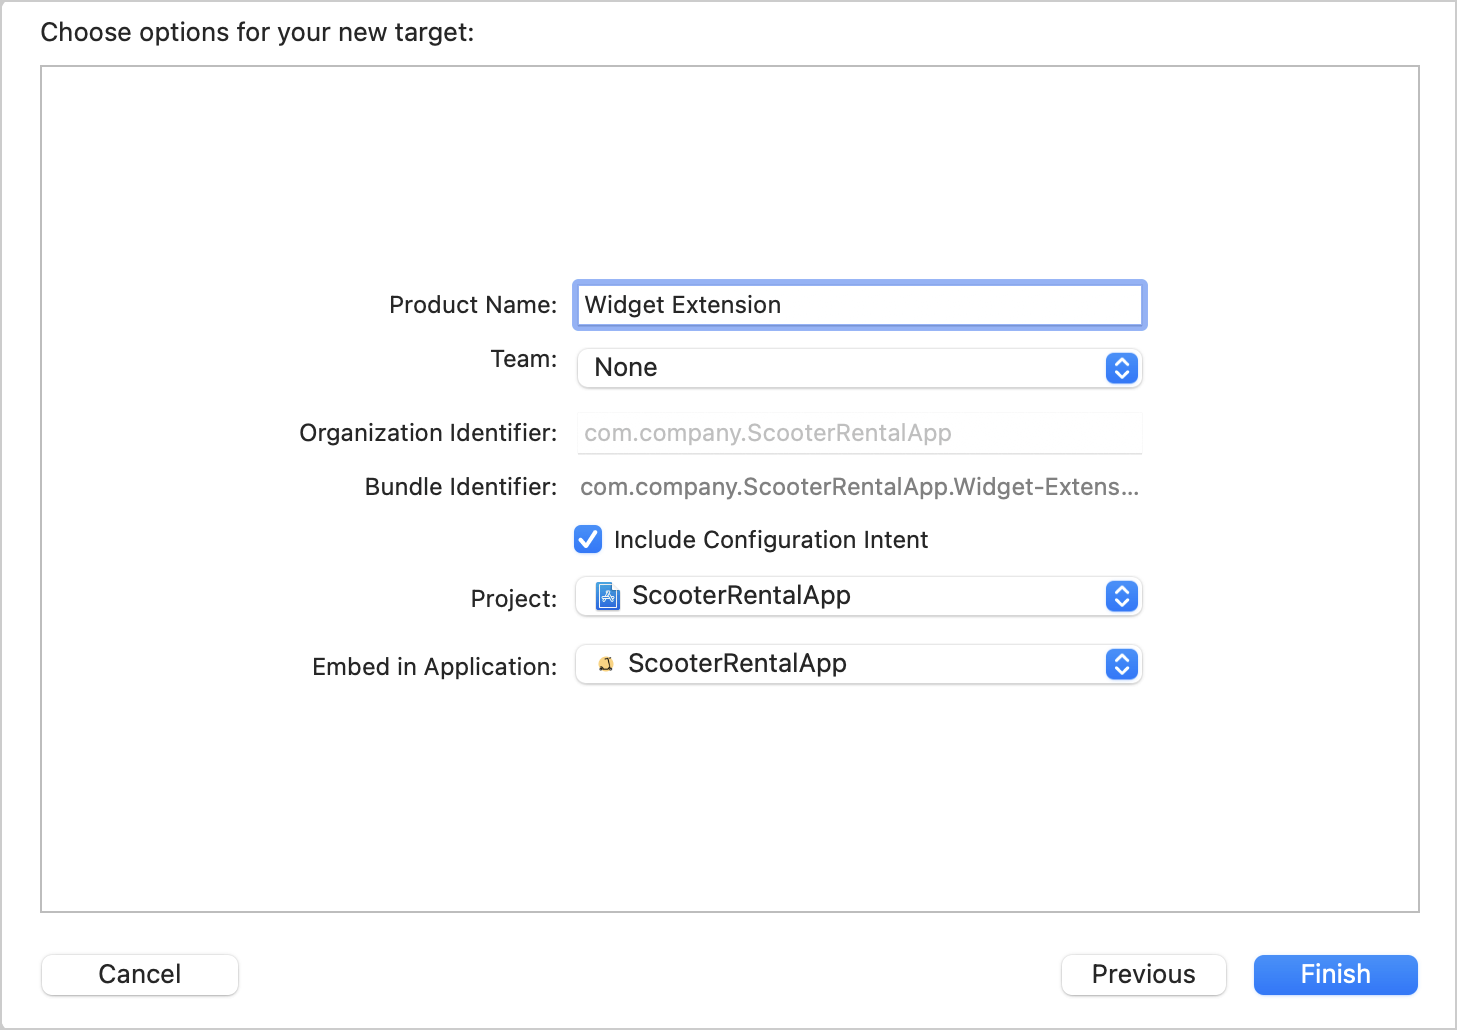 Choose options for your new target:
Product Name: Widget Extension
Team: None
Organization Identifier: com.company.ScooterRentalApp
Bundle Identifier: com.company.ScooterRentalApp.Widget-Extens...
Include Configuration Intent
Project: ScooterRentalApp
Embed in Application: ScooterRentalApp
Cancel Previous Finish